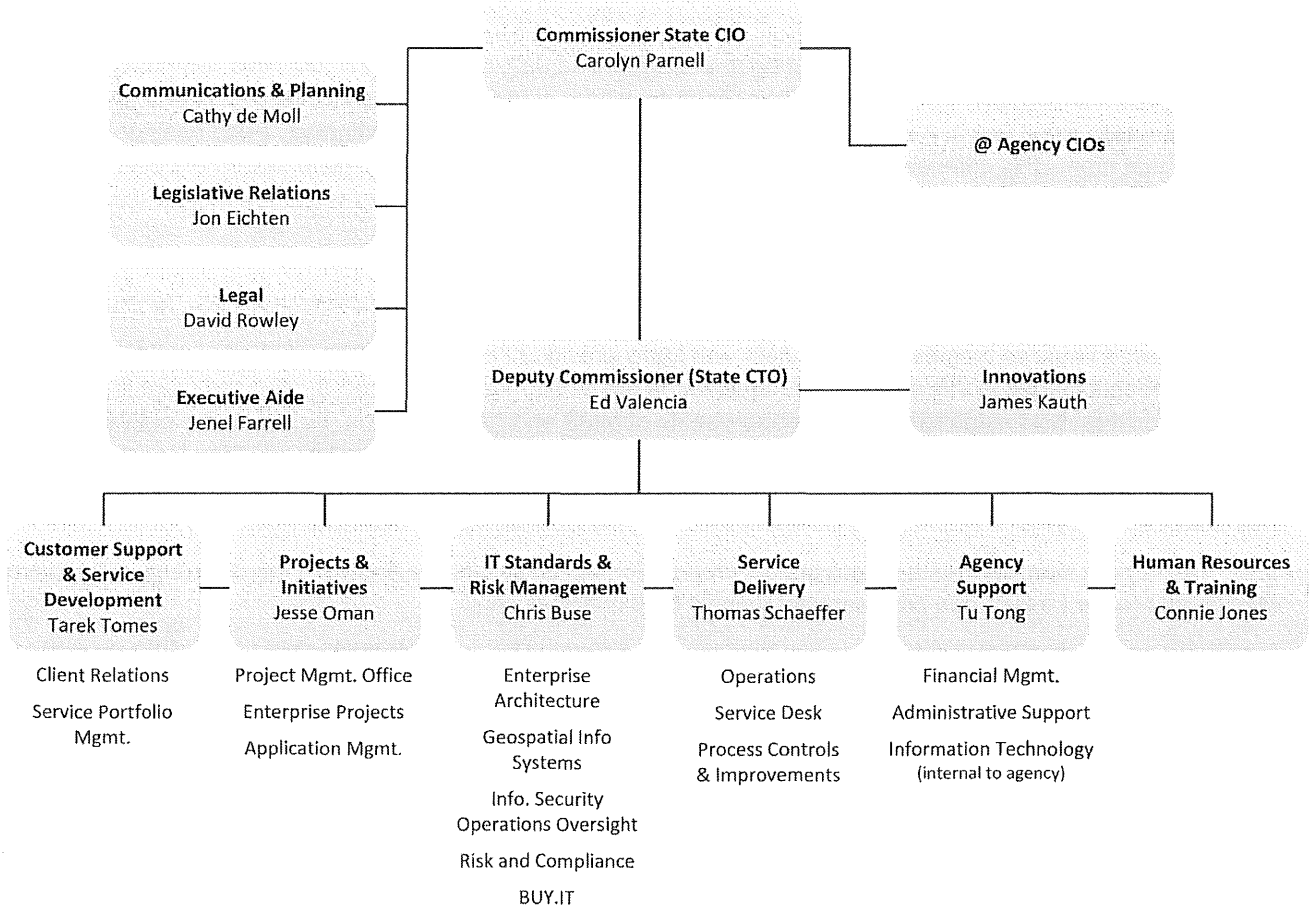 Commissioner State CIO
Carolyn Parnell
Communications & Planning
Cathy de Moll
@ Agency CIOs
Legislative Relations
Jon Eichten
Legal
David Rowley
Executive Aide
Jenel Farrell
Deputy Commissioner (State CTO)
Ed Valencia
Innovations
James Kauth
Customer Support
& Service
Development
Tarek Tomes
Client Relations
Service Portfolio
Mgmt.
Projects &
Initiatives
Jesse Oman
Project Mgmt. Office
Enterprise Projects
Application Mgmt.
IT Standards &
Risk Management
Chris Buse
Enterprise
Architecture
Geospatial Info
Systems
Info. Security
Operations Oversight
Risk and Compliance
BUY.IT
Service
Delivery
Thomas Schaeffer
Operations
Service Desk
Process Controls
& Improvements
Agency
Support
Tu Tong
Financial Mgmt.
Administrative Support
Information Technology
(internal to agency)
Human Resources
& Training
Connie Jones